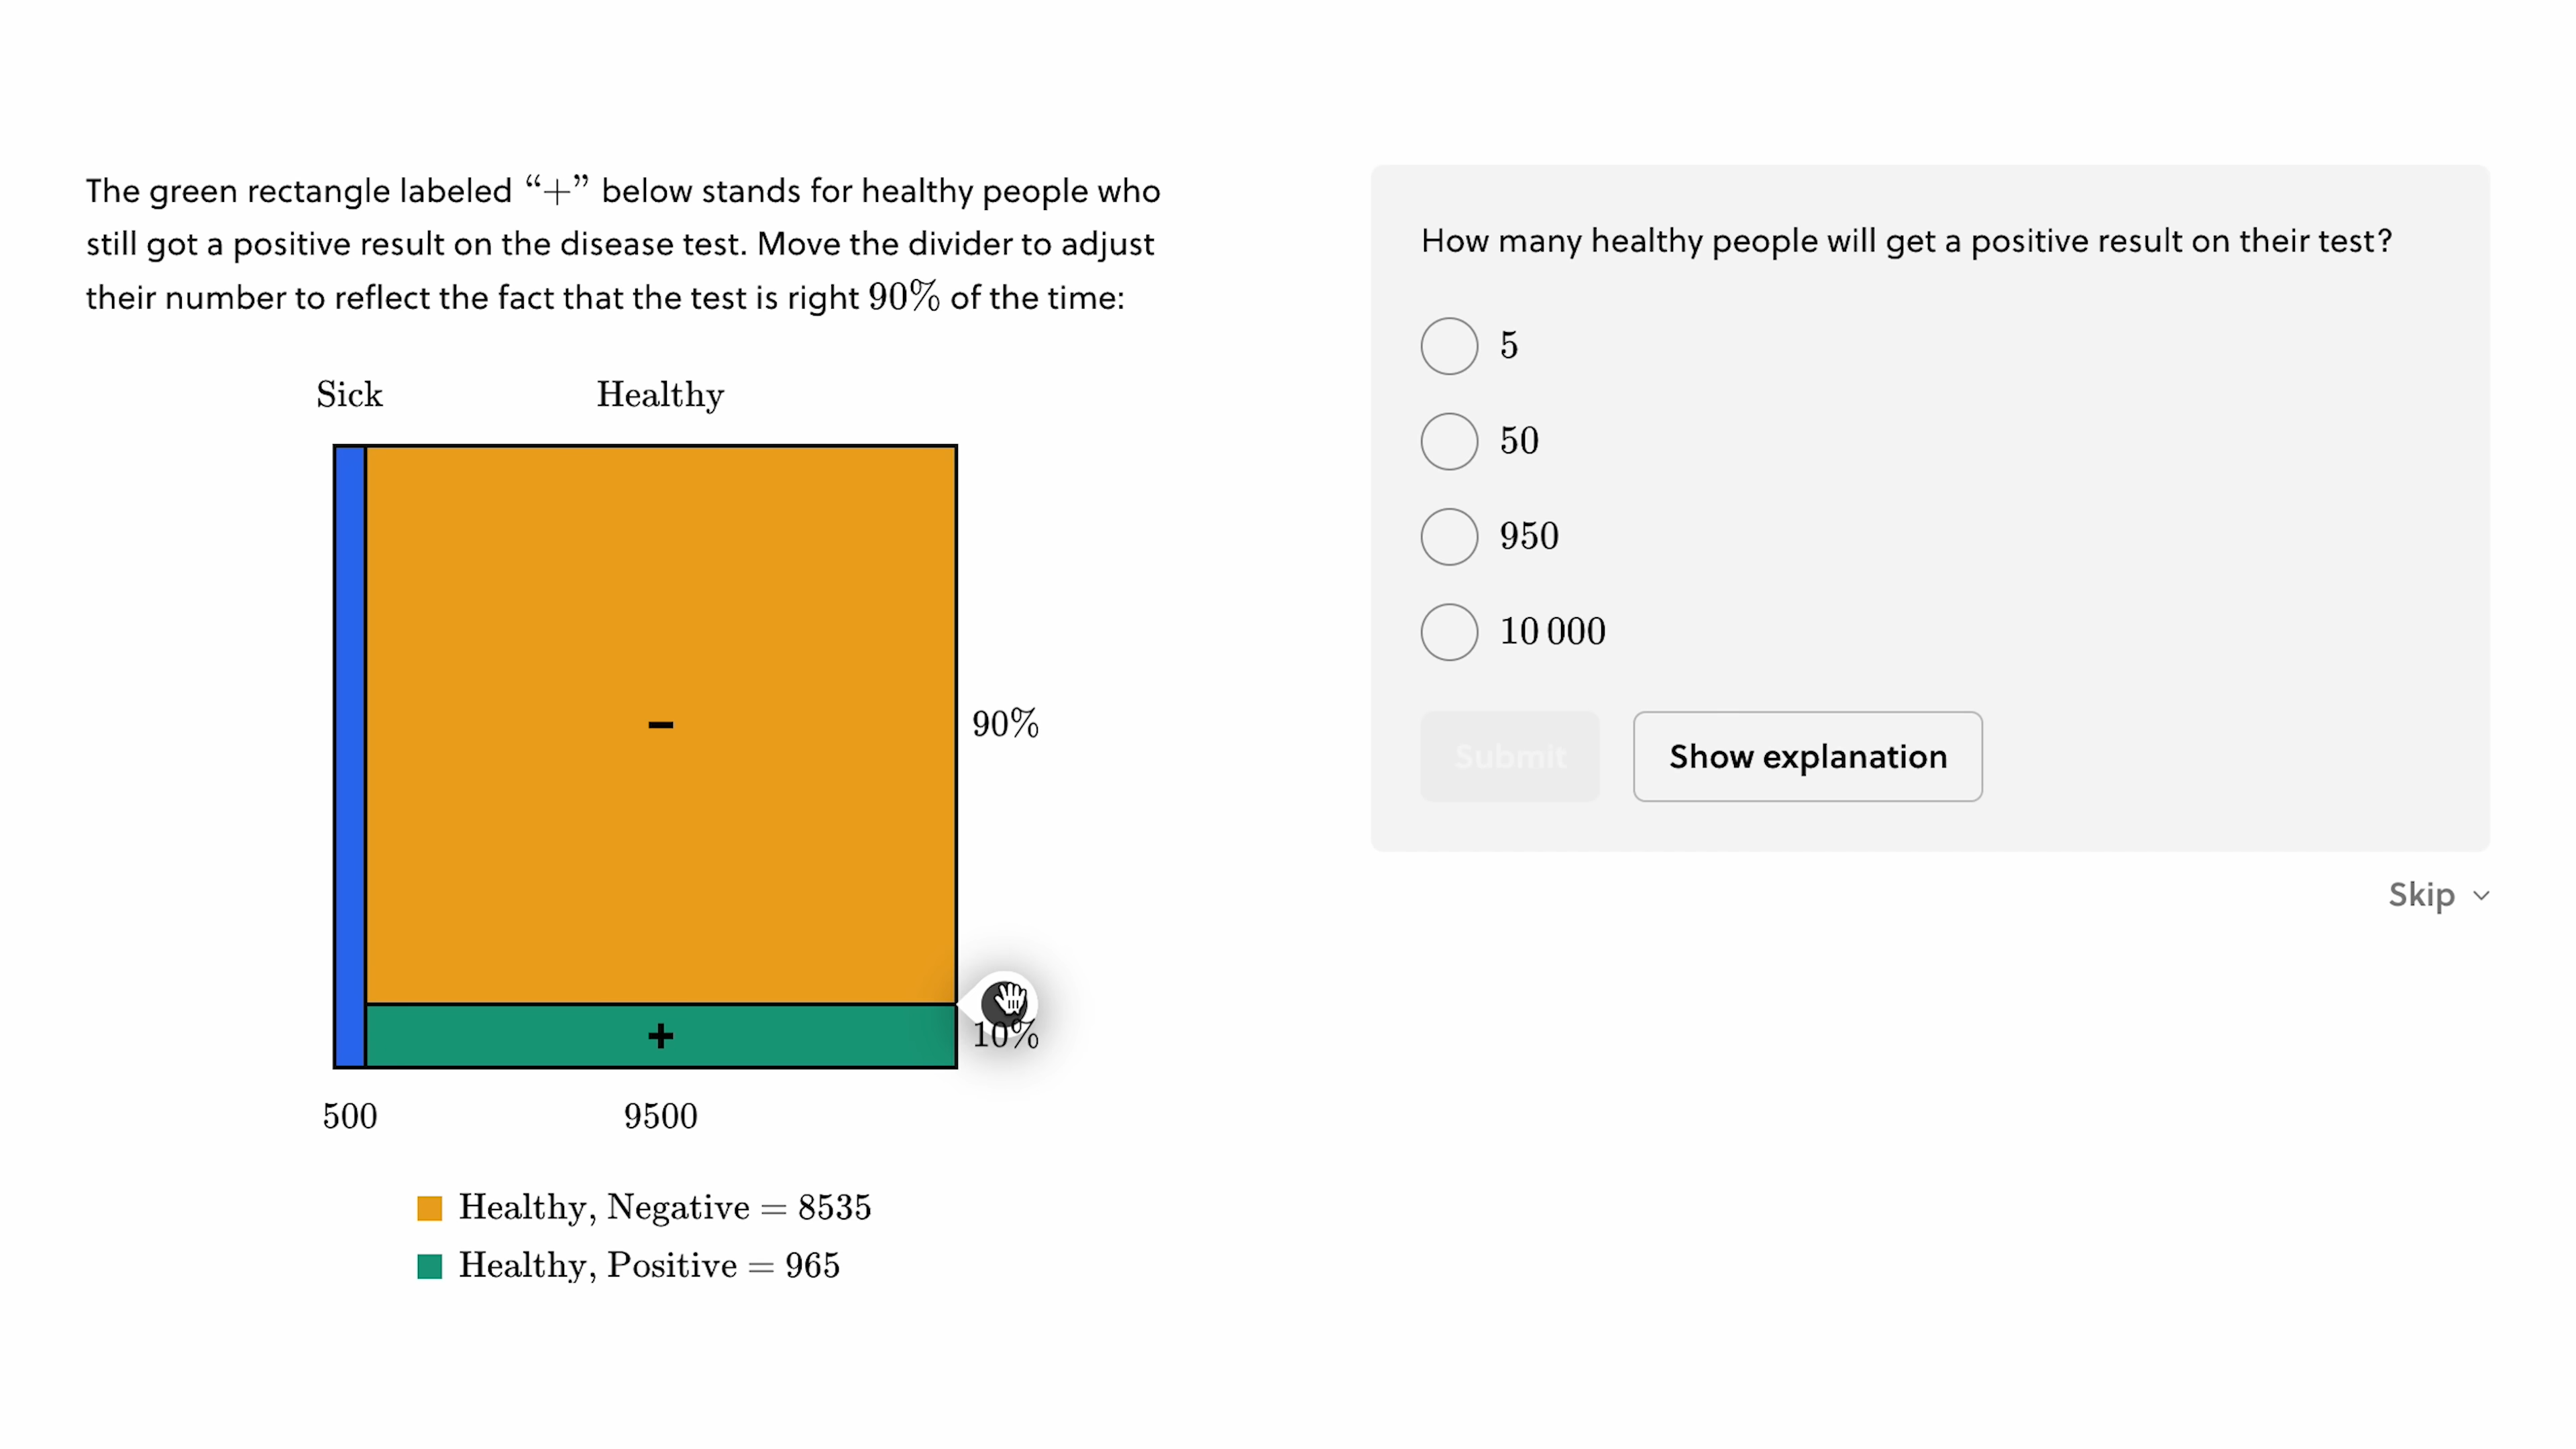 The green rectangle labeled “+” below stands for healthy people who
still got a positive result on the disease test. Move the divider to adjust
their number to reflect the fact that the test is right 90% of the time:
Sick Healthy
−
90%
+
10%
500 9500
Healthy, Negative = 8535
Healthy, Positive = 965
How many healthy people will get a positive result on their test?
5
50
950
10 000
Submit Show explanation
Skip